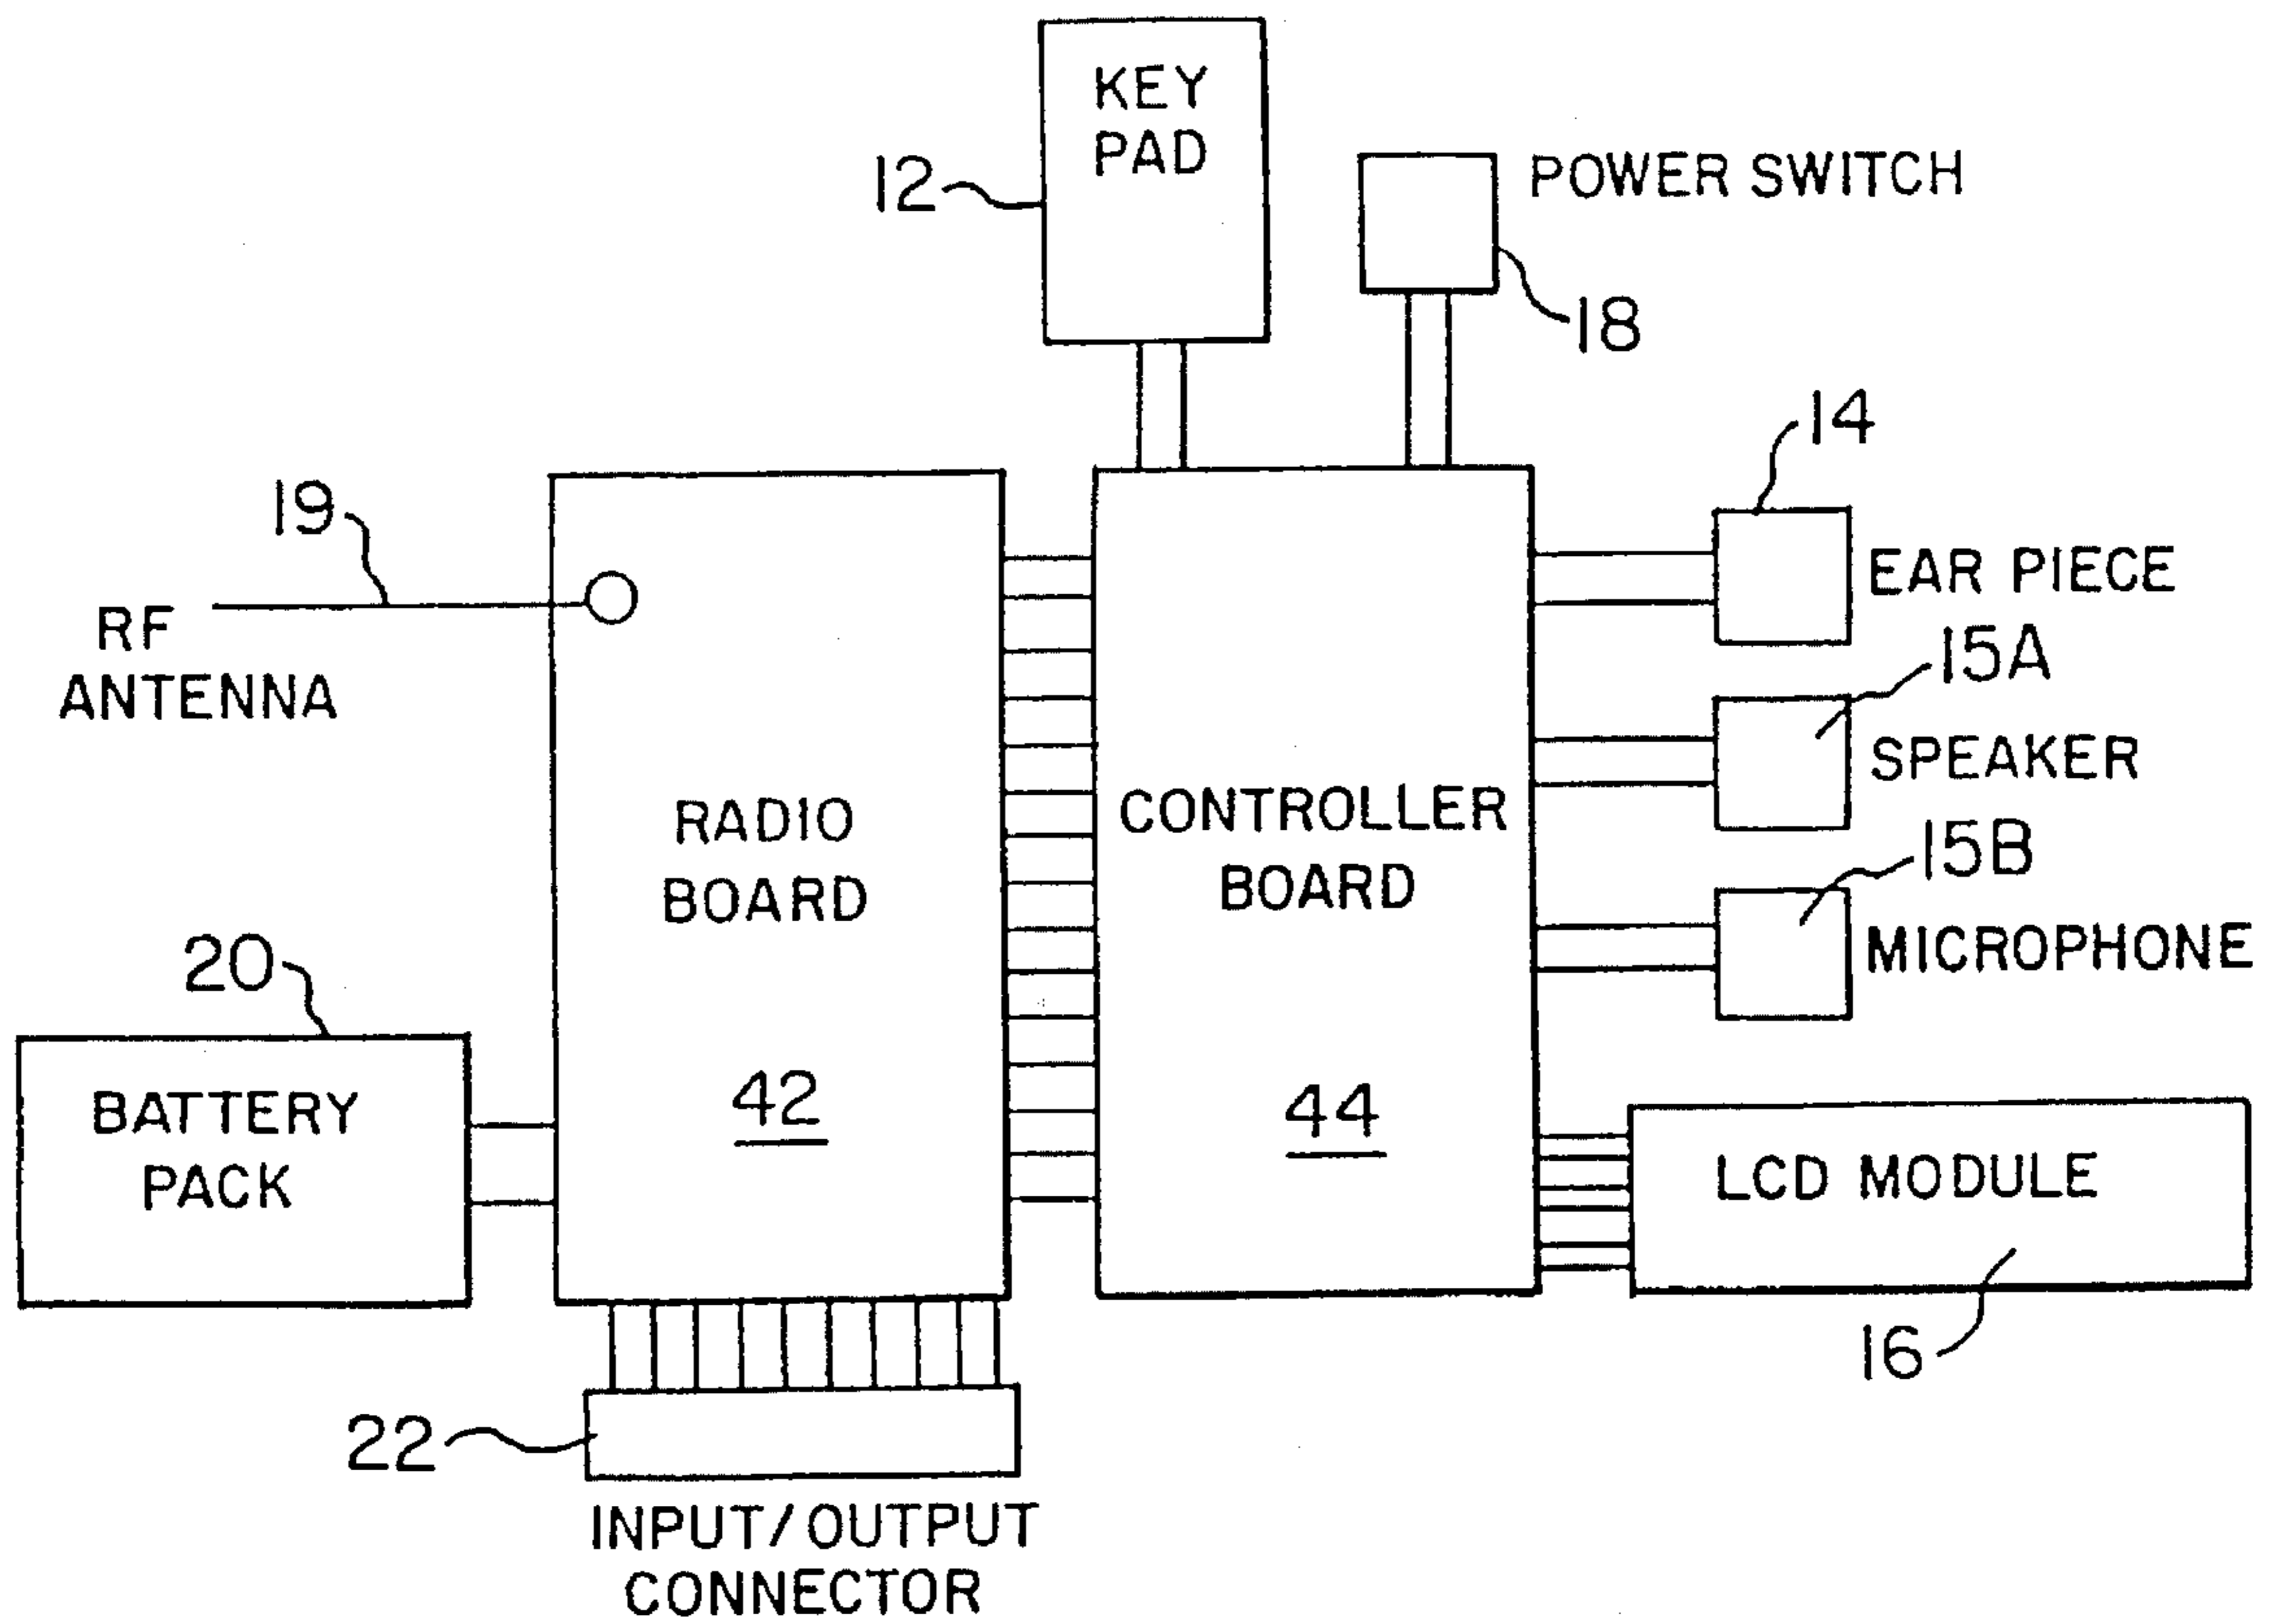 KEY
PAD
12
POWER SWITCH
18
14
19
EAR PIECE
RF
ANTENNA
15A
SPEAKER
RADIO
BOARD
CONTROLLER
BOARD
15B
MICROPHONE
20
BATTERY
PACK
42
44
LCD MODULE
16
22
INPUT/OUTPUT
CONNECTOR